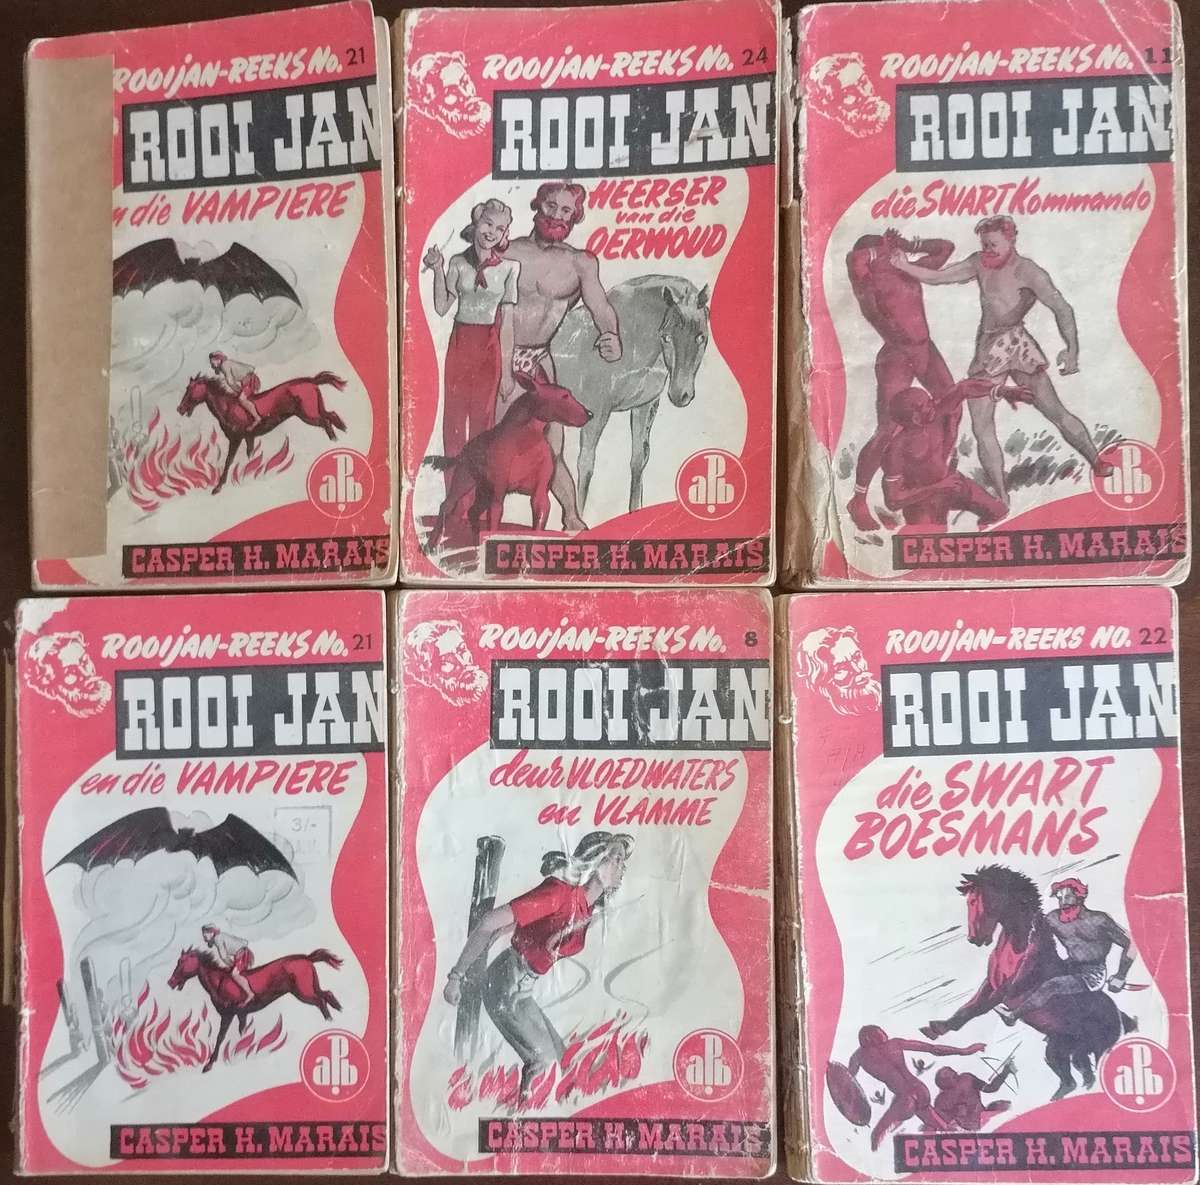 ROOIJAN-REEKS No. 21
ROOI JAN
die VAMPIERE
CASPER H. MARAIS
ROOIJAN-REEKS No. 24
ROOI JAN
HEERSER
van die
OERWOUD
aPb
CASPER H. MARAIS
ROOIJAN-REEKS No. 11
ROOI JAN
die SWART Kommando
aPb
CASPER H. MARAIS
ROOIJAN-REEKS No. 21
ROOI JAN
en die VAMPIERE
3/-
aPb
CASPER H. MARAIS
ROOIJAN-REEKS No. 8
ROOI JAN
deur VLOEDWATERS
en VLAMME
aPb
CASPER H. MARAIS
ROOIJAN-REEKS NO. 22
ROOI JAN
die SWART
BOESMANS
aPb
CASPER H. MARAIS